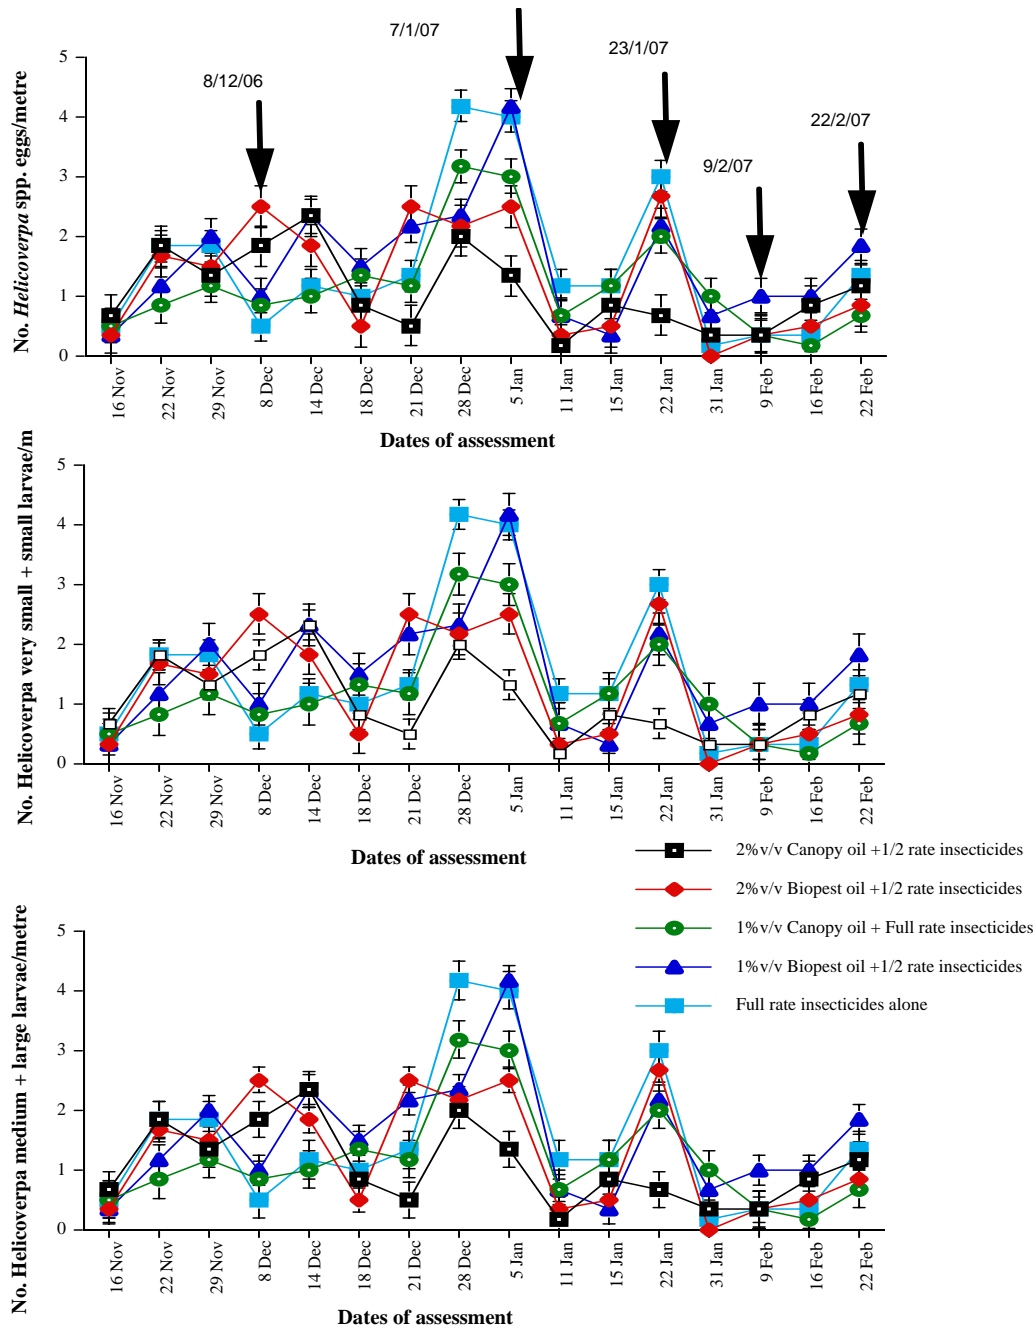 7/1/07
23/1/07
8/12/06
22/2/07
9/2/07
No. Helicoverpa spp. eggs/metre
5
4
3
2
1
0
16 Nov
22 Nov
29 Nov
8 Dec
14 Dec
18 Dec
21 Dec
28 Dec
5 Jan
11 Jan
15 Jan
22 Jan
31 Jan
9 Feb
16 Feb
22 Feb
Dates of assessment
No. Helicoverpa very small + small larvae/m
5
4
3
2
1
0
16 Nov
22 Nov
29 Nov
8 Dec
14 Dec
18 Dec
21 Dec
28 Dec
5 Jan
11 Jan
15 Jan
22 Jan
31 Jan
9 Feb
16 Feb
22 Feb
Dates of assessment
2%v/v Canopy oil +1/2 rate insecticides
2%v/v Biopest oil +1/2 rate insecticides
1%v/v Canopy oil + Full rate insecticides
1%v/v Biopest oil +1/2 rate insecticides
Full rate insecticides alone
No. Helicoverpa medium + large larvae/metre
5
4
3
2
1
0
16 Nov
22 Nov
29 Nov
8 Dec
14 Dec
18 Dec
21 Dec
28 Dec
5 Jan
11 Jan
15 Jan
22 Jan
31 Jan
9 Feb
16 Feb
22 Feb
Dates of assessment